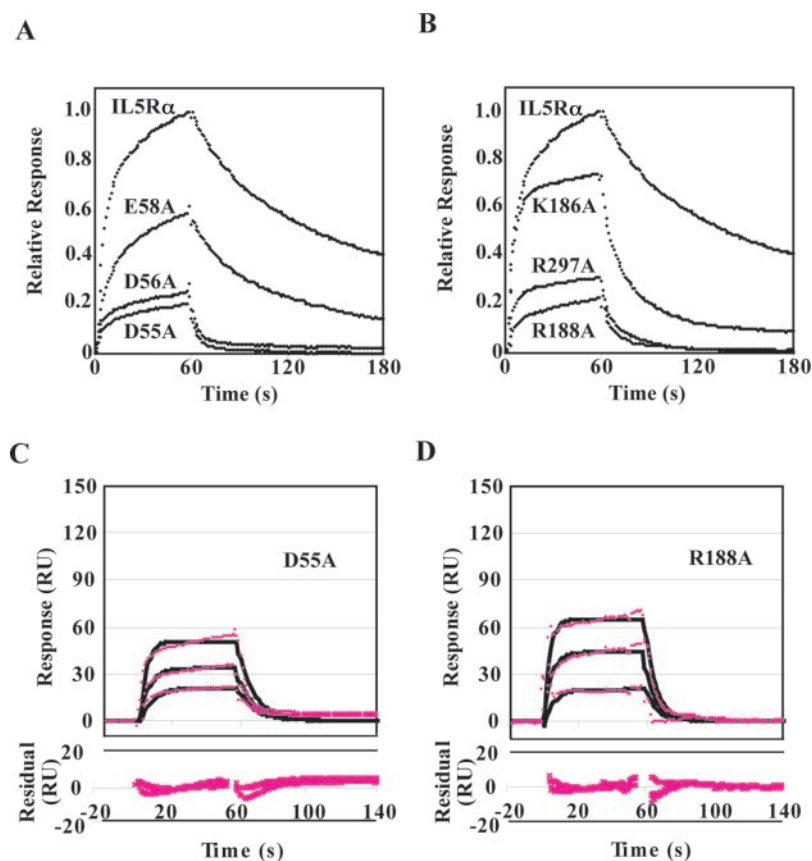 A
B
Relative Response
1.0
0.8
0.6
0.4
0.2
0
IL5Rα
E58A
D56A
D55A
0
60
120
180
Time (s)
Relative Response
1.0
0.8
0.6
0.4
0.2
0
IL5Rα
K186A
R297A
R188A
0
60
120
180
Time (s)
C
D
Response (RU)
150
120
90
60
30
0
D55A
Residual
(RU)
20
0
-20
-20
20
60
100
140
Time (s)
Response (RU)
150
120
90
60
30
0
R188A
Residual
(RU)
20
0
-20
-20
20
60
100
140
Time (s)